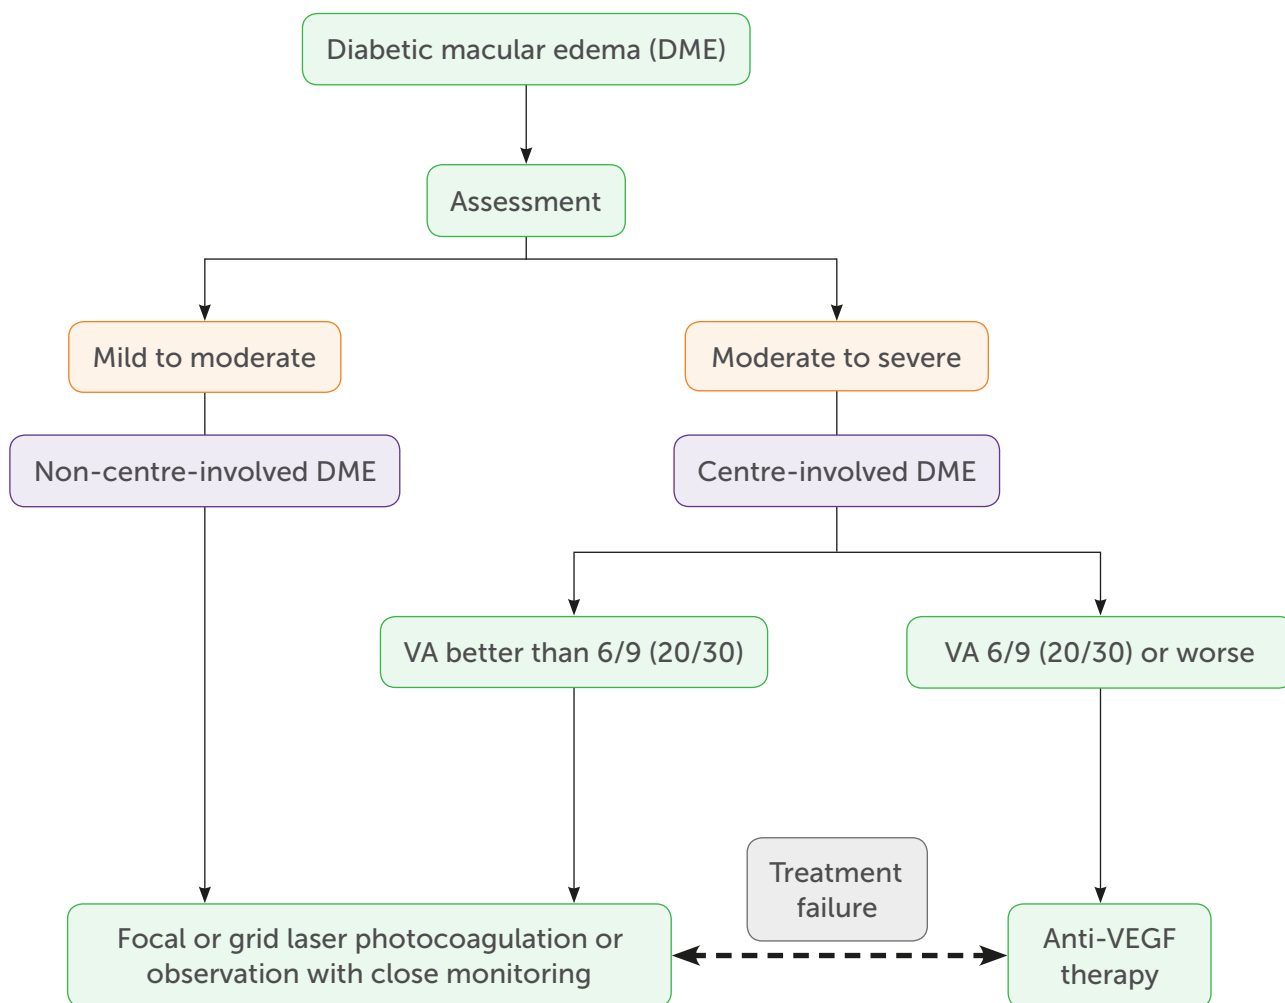 Diabetic macular edema (DME)
Assessment
Mild to moderate
Moderate to severe
Non-centre-involved DME
Centre-involved DME
VA better than 6/9 (20/30)
VA 6/9 (20/30) or worse
Treatment
failure
Focal or grid laser photocoagulation or
observation with close monitoring
Anti-VEGF
therapy